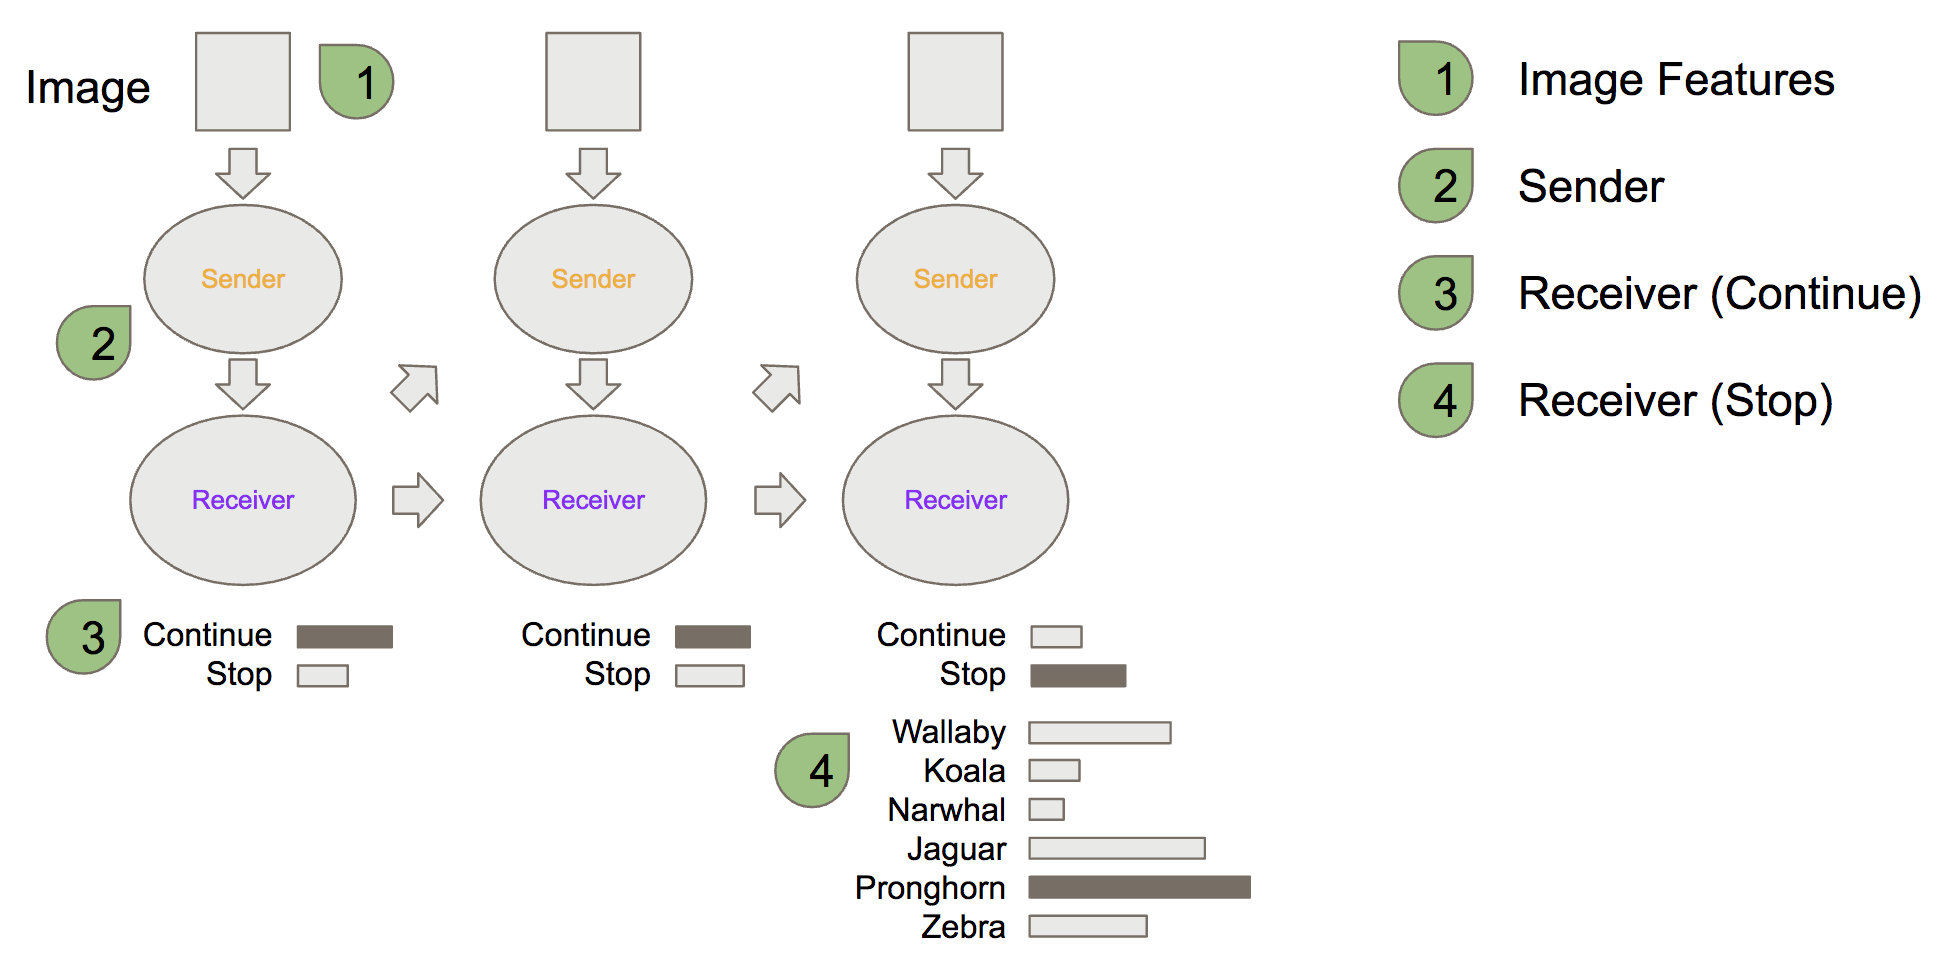 Image
1
Sender
Sender
Sender
2
Receiver
Receiver
Receiver
3
Continue
Stop
Continue
Stop
Continue
Stop
4
Wallaby
Koala
Narwhal
Jaguar
Pronghorn
Zebra
1 Image Features
2 Sender
3 Receiver (Continue)
4 Receiver (Stop)